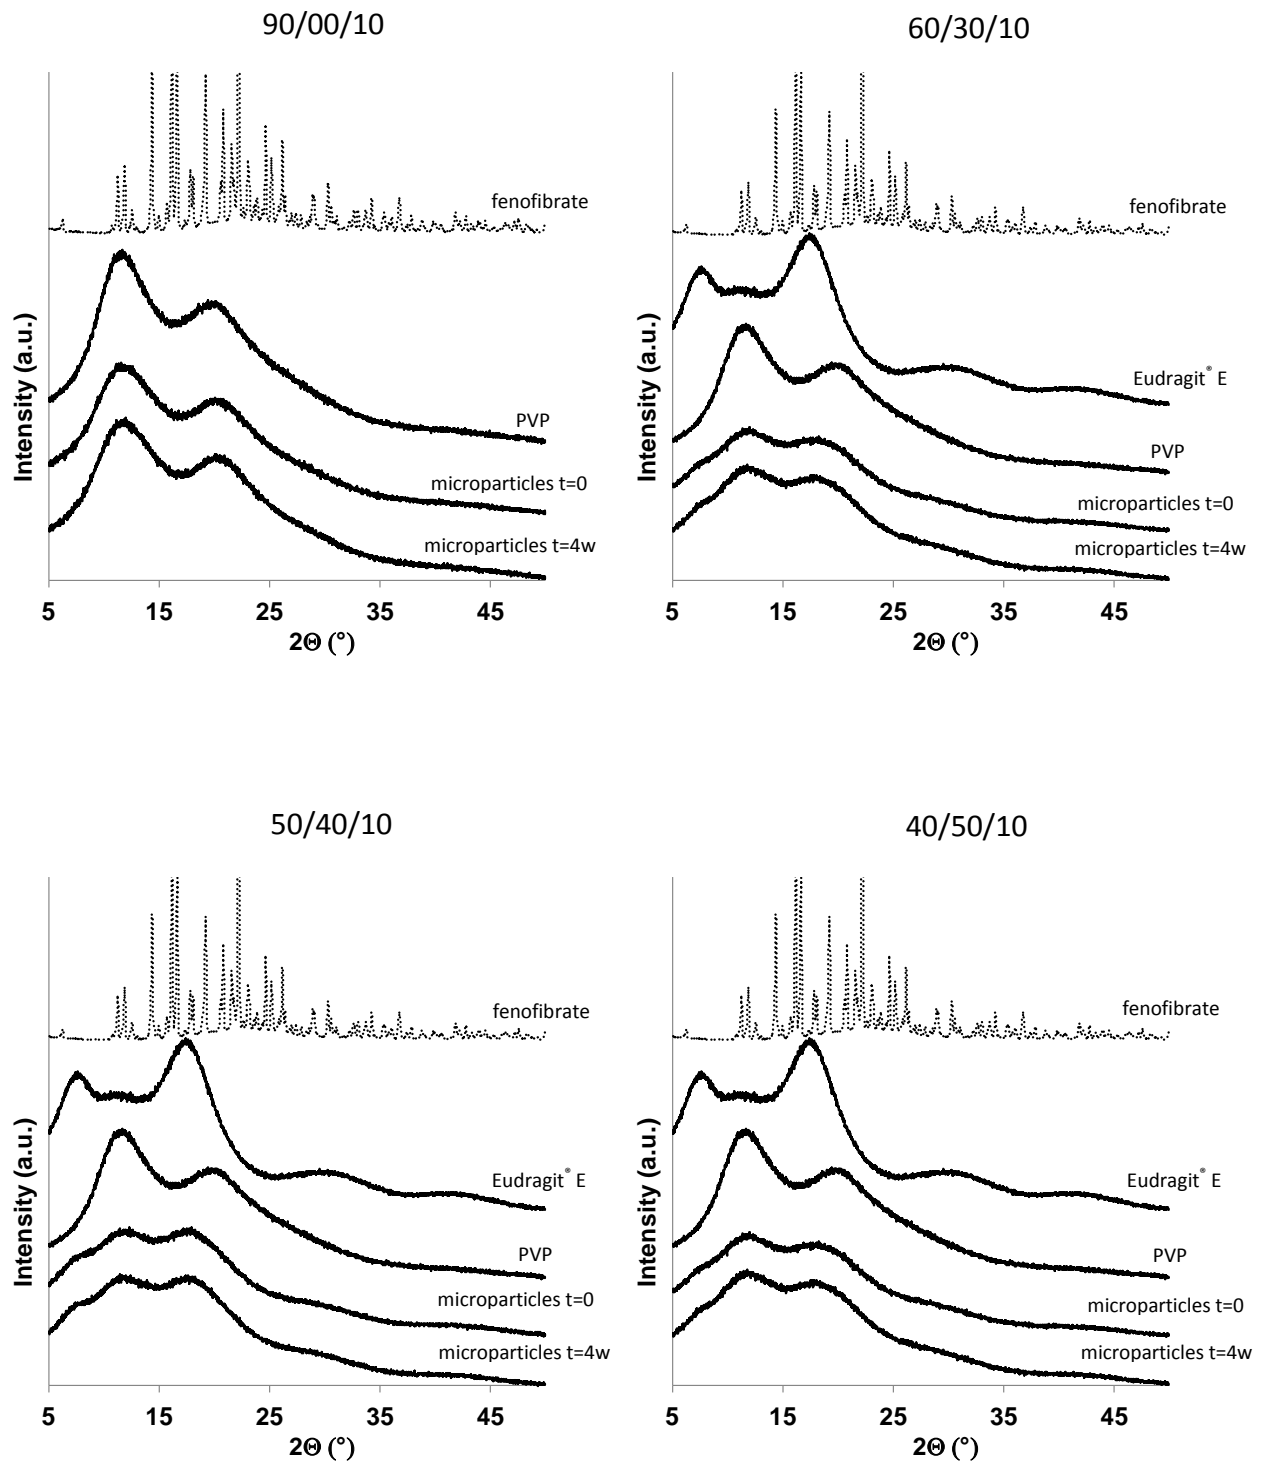 90/00/10
Intensity (a.u.)
fenofibrate
PVP
microparticles t=0
microparticles t=4w
5 15 25 35 45
2Θ (°)
60/30/10
Intensity (a.u.)
fenofibrate
Eudragit® E
PVP
microparticles t=0
microparticles t=4w
5 15 25 35 45
2Θ (°)
50/40/10
Intensity (a.u.)
fenofibrate
Eudragit® E
PVP
microparticles t=0
microparticles t=4w
5 15 25 35 45
2Θ (°)
40/50/10
Intensity (a.u.)
fenofibrate
Eudragit® E
PVP
microparticles t=0
microparticles t=4w
5 15 25 35 45
2Θ (°)